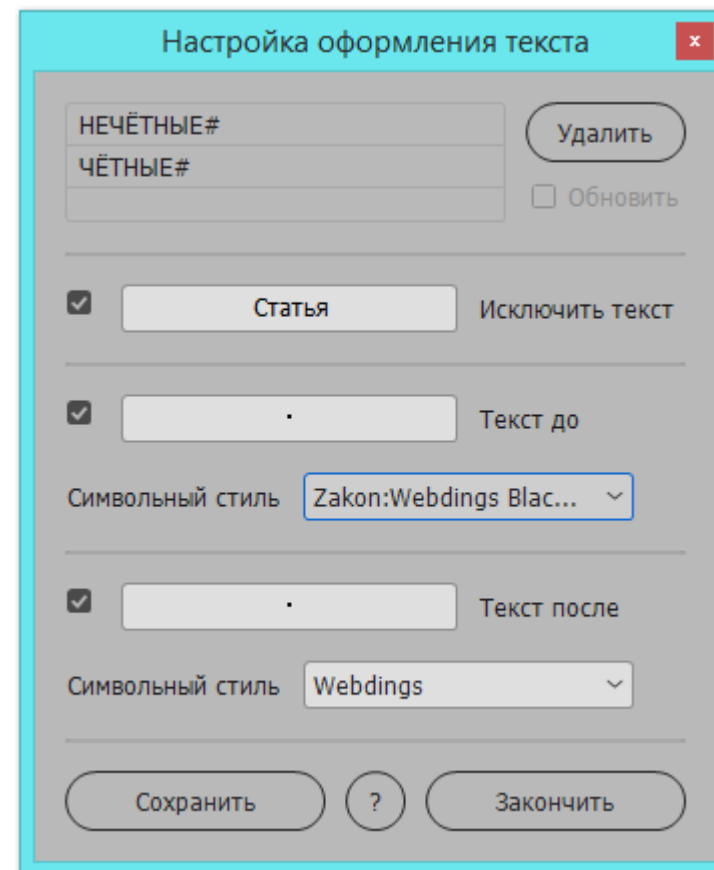 Настройка оформления текста
x
НЕЧЁТНЫЕ#
Удалить
ЧЁТНЫЕ#
Обновить
Статья
Исключить текст
·
Текст до
Символьный стиль
Zakon:Webdings Blac...
·
Текст после
Символьный стиль
Webdings
Сохранить
?
Закончить